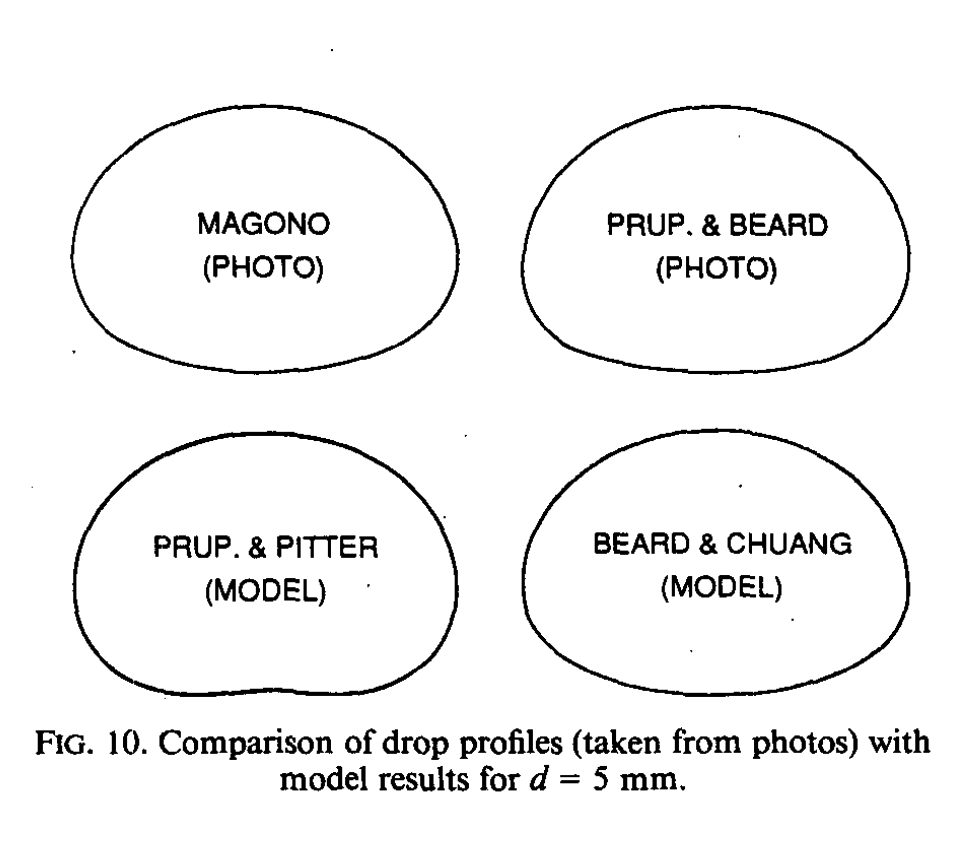 MAGONO
(PHOTO)
PRUP. & BEARD
(PHOTO)
PRUP. & PITTER
(MODEL)
BEARD & CHUANG
(MODEL)
FIG. 10. Comparison of drop profiles (taken from photos) with
model results for d = 5 mm.